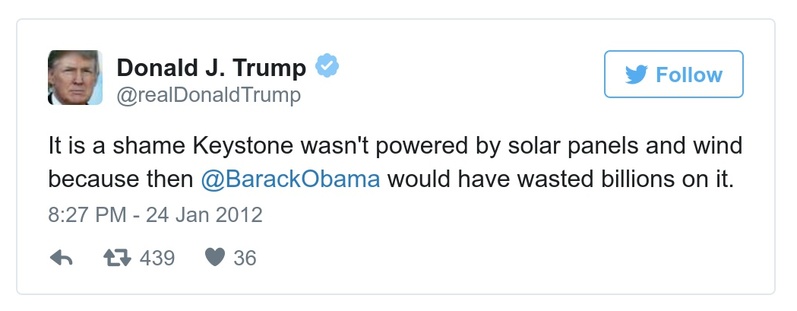 Donald J. Trump
@realDonaldTrump
Follow
It is a shame Keystone wasn't powered by solar panels and wind
because then @BarackObama would have wasted billions on it.
8:27 PM - 24 Jan 2012
439 36